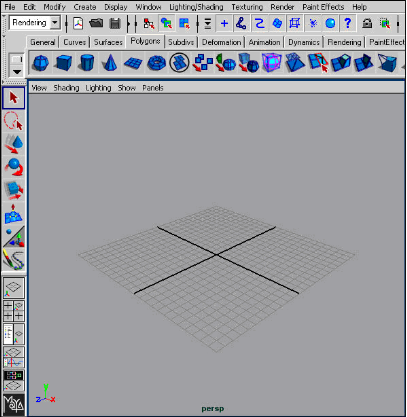 File Edit Modify Create Display Window Lighting/Shading Texturing Render Paint Effects Help
Rendering
General Curves Surfaces Polygons Subdivs Deformation Animation Dynamics Rendering PaintEffect
View Shading Lighting Show Panels
y
z x
persp
MAYA